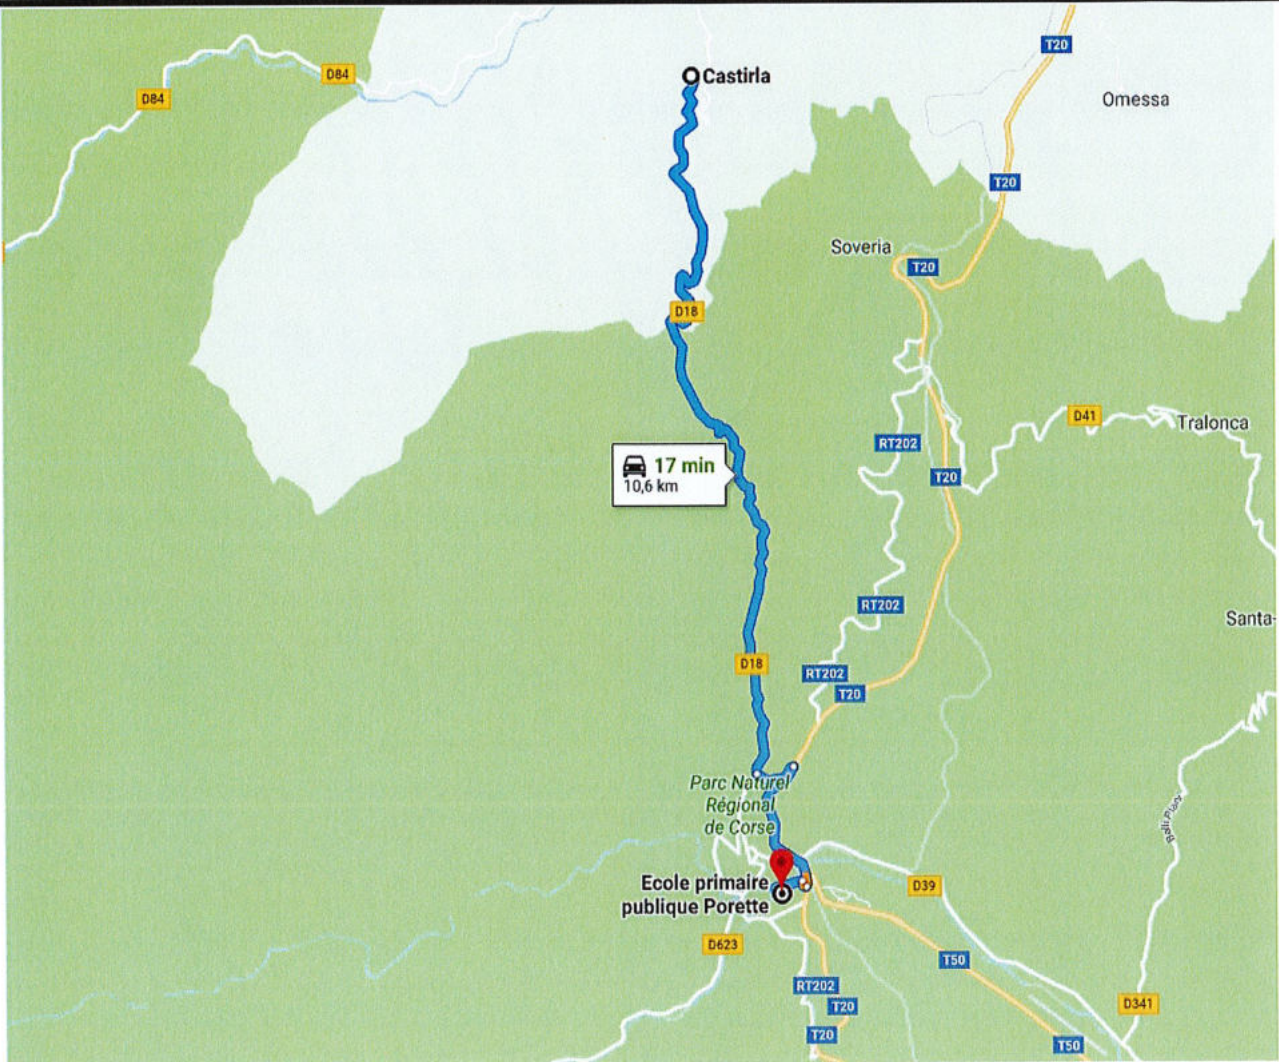 T20
D84
Castirla
D84
Omessa
T20
Soveria
T20
D18
D41
Tralonca
RT202
17 min
10,6 km
T20
RT202
Santa-
D18
RT202
T20
Parc Naturel
Régional
de Corse
Ecole primaire
publique Porette
D39
D623
T50
RT202
D341
T20
T20
T50